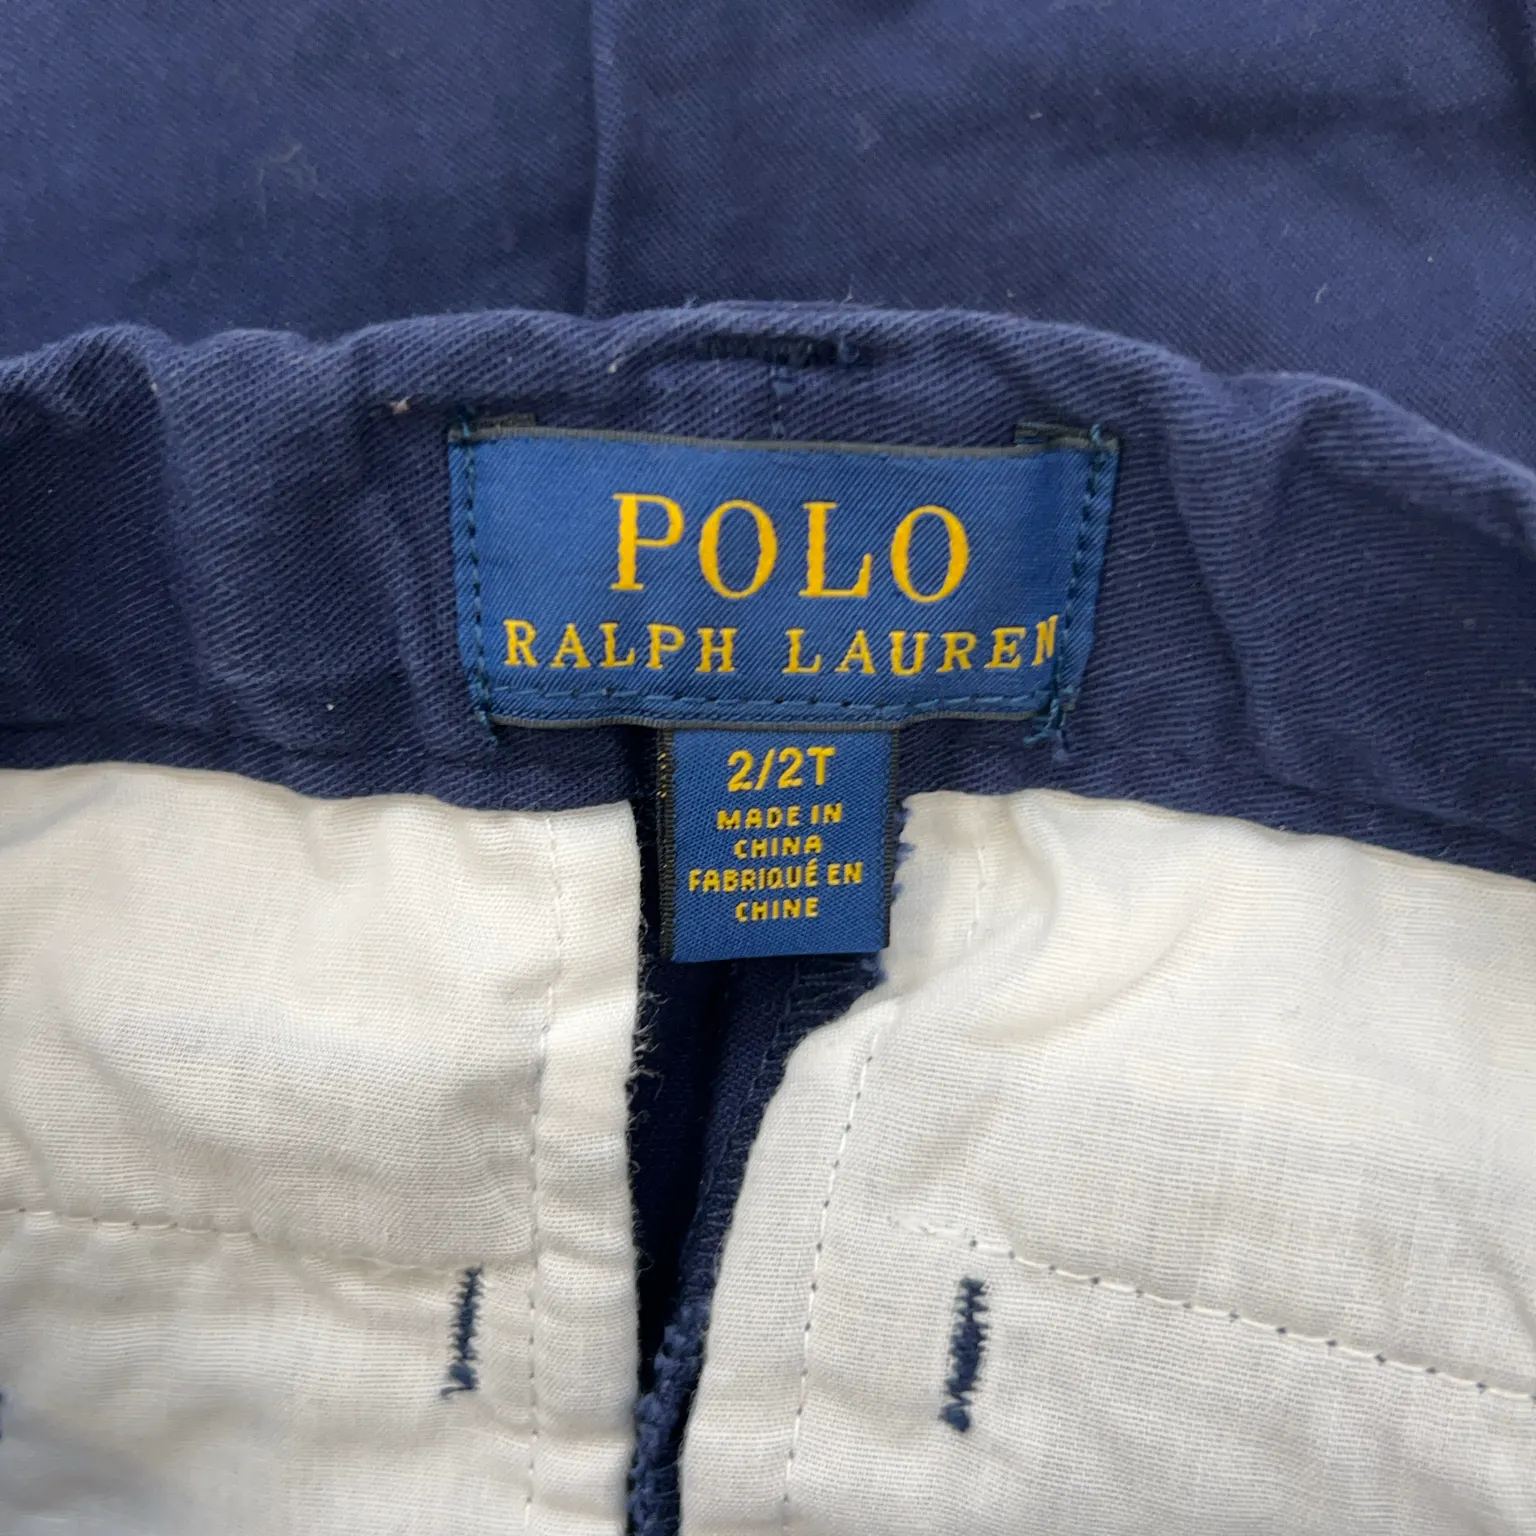 POLO
RALPH LAUREN
2/2T
MADE IN
CHINA
FABRIQUÉ EN
CHINE